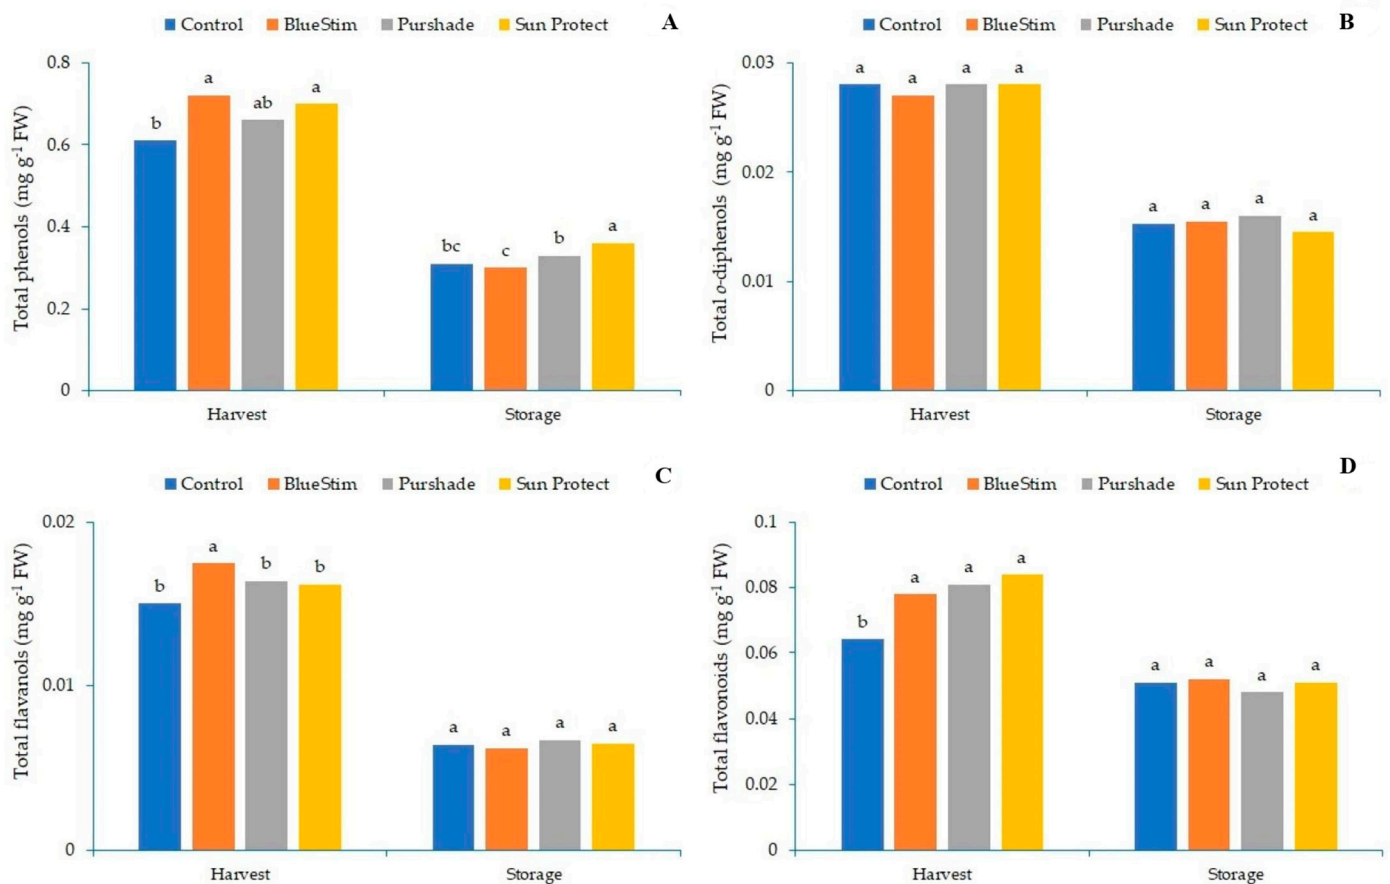 Control BlueStim Purshade Sun Protect A
0.8
0.6
0.4
0.2
0
Total phenols (mg g⁻¹ FW)
b a ab a
bc c b a
Harvest Storage
Control BlueStim Purshade Sun Protect B
0.03
0.02
0.01
0
Total o-diphenols (mg g⁻¹ FW)
a a a a
a a a a
Harvest Storage
Control BlueStim Purshade Sun Protect C
0.02
0.01
0
Total flavanols (mg g⁻¹ FW)
b a b b
a a a a
Harvest Storage
Control BlueStim Purshade Sun Protect D
0.1
0.08
0.06
0.04
0.02
0
Total flavonoids (mg g⁻¹ FW)
b a a a
a a a a
Harvest Storage